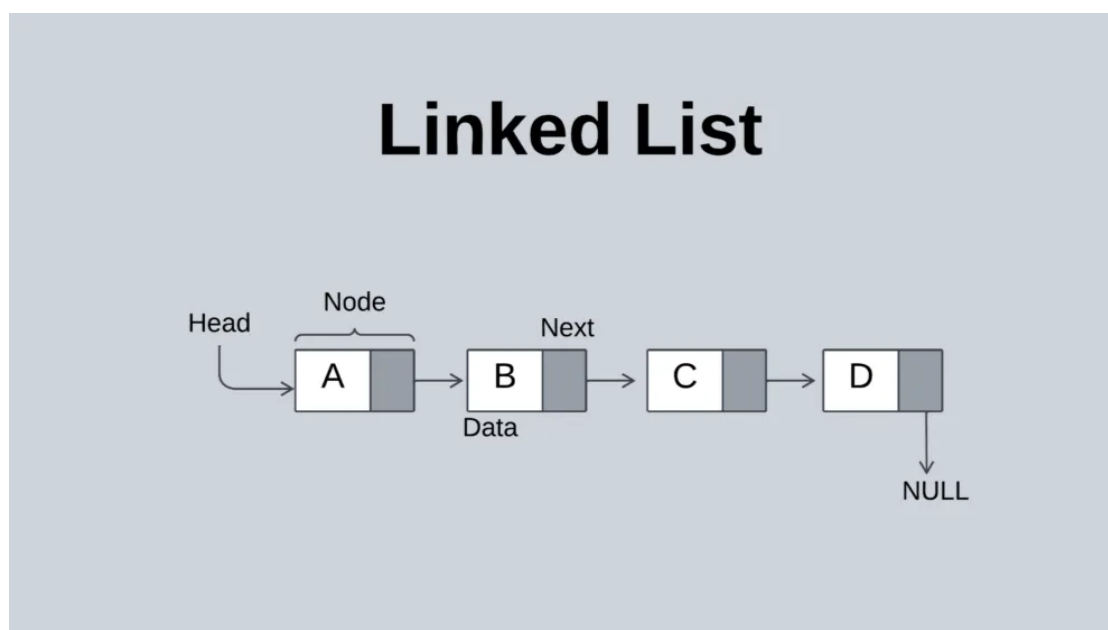 Linked List
Node
Head
Next
A
B
C
D
Data
NULL